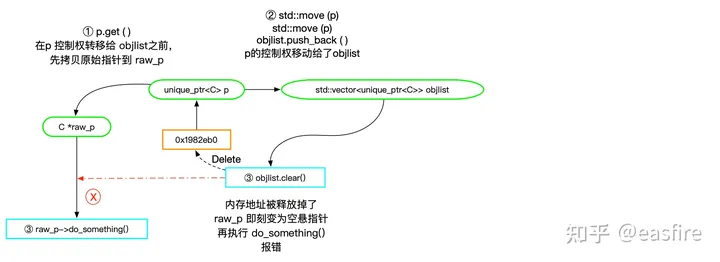 ① p.get ( )
在p 控制权转移给 objlist之前，
先拷贝原始指针到 raw_p
② std::move (p)
std::move (p)
objlist.push_back ( )
p的控制权移动给了objlist
unique_ptr<C> p
std::vector<unique_ptr<C>> objlist
C *raw_p
0x1982eb0
Delete
③ objlist.clear()
X
③ raw_p->do_something()
内存地址被释放掉了
raw_p 即刻变为空悬指针
再执行 do_something()
报错
知乎 @easfire